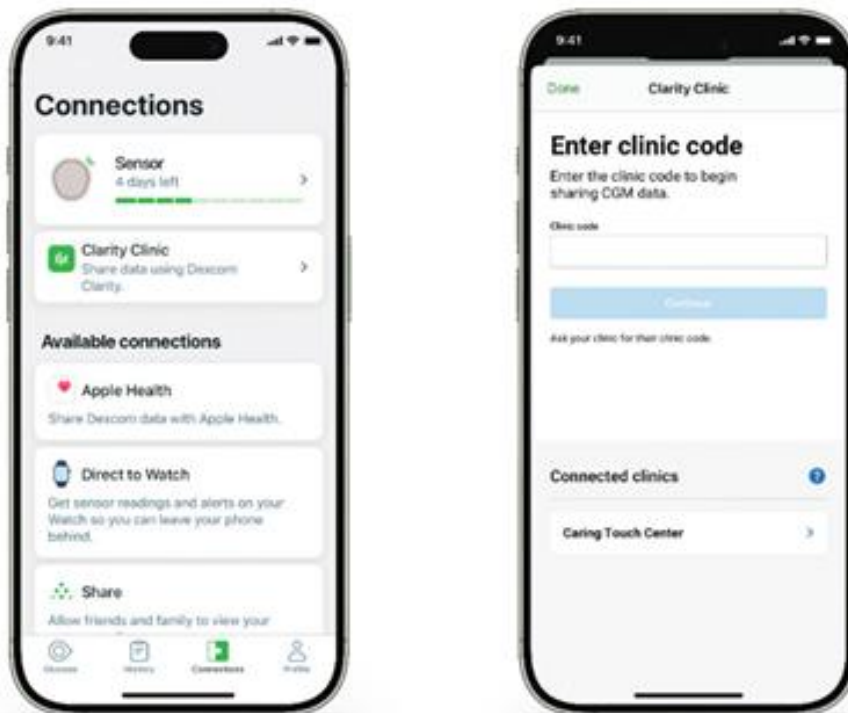 9:41
Connections
Sensor
4 days left
Clarity Clinic
Share data using Dexcom
Clarity.
Available connections
Apple Health
Share Dexcom data with Apple Health.
Direct to Watch
Get sensor readings and alerts on your
Watch so you can leave your phone
behind.
Share
Allow friends and family to view your
Glucose
History
Connections
Profile
9:41
Done
Clarity Clinic
Enter clinic code
Enter the clinic code to begin
sharing CGM data.
Clinic code
Continue
Ask your clinic for their clinic code.
Connected clinics
?
Caring Touch Center